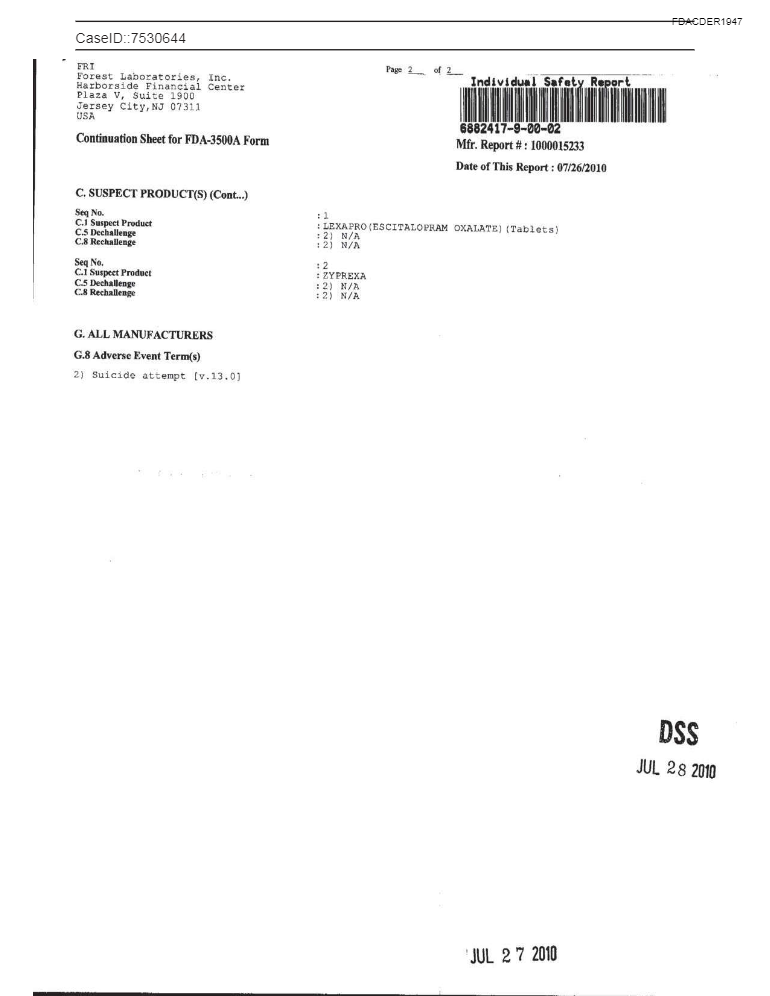 FDACDER1947
CaseID::7530644
FRI
Forest Laboratories, Inc.
Harborside Financial Center
Plaza V, Suite 1900
Jersey City,NJ 07311
USA
Page 2 of 2
Individual Safety Report
6882417-9-00-02
Continuation Sheet for FDA-3500A Form
Mfr. Report # : 1000015233
Date of This Report : 07/26/2010
C. SUSPECT PRODUCT(S) (Cont...)
Seq No. :1
C.1 Suspect Product :LEXAPRO(ESCITALOPRAM OXALATE)(Tablets)
C.5 Dechallenge :2) N/A
C.8 Rechallenge :2) N/A
Seq No. :2
C.1 Suspect Product :ZYPREXA
C.5 Dechallenge :2) N/A
C.8 Rechallenge :2) N/A
G. ALL MANUFACTURERS
G.8 Adverse Event Term(s)
2) Suicide attempt [v.13.0]
DSS
JUL 28 2010
JUL 27 2010